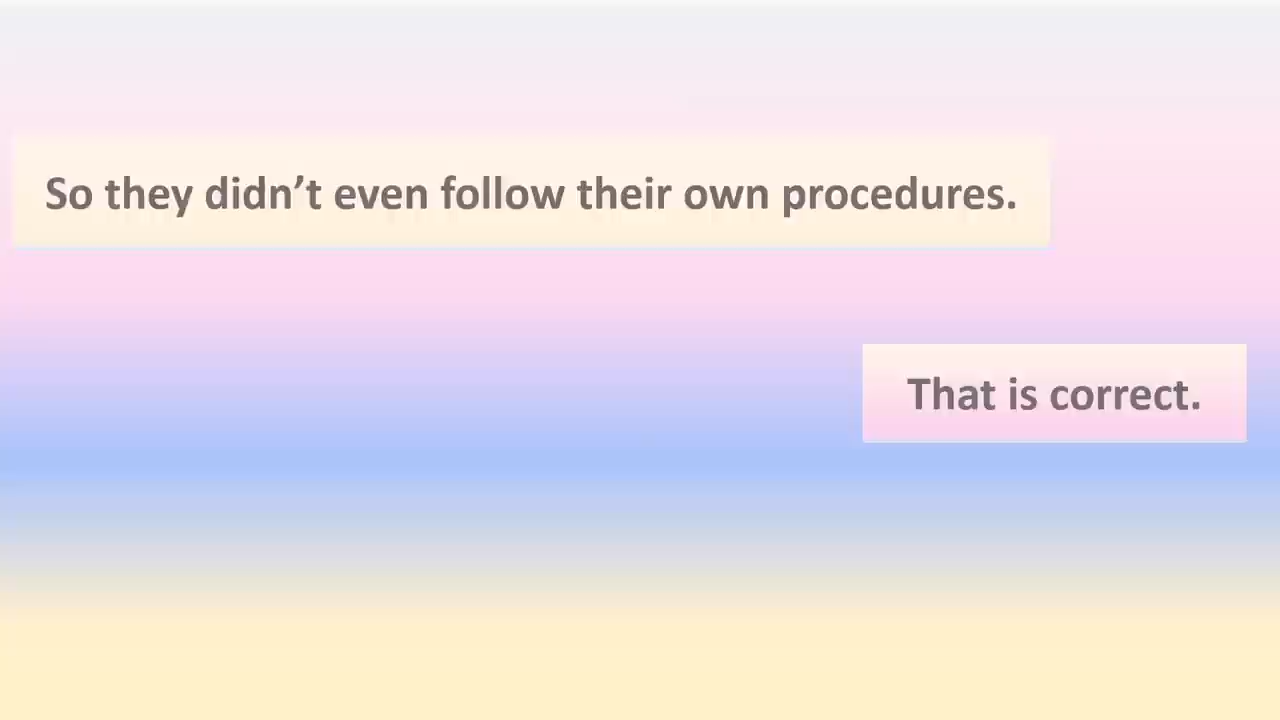 So they didn’t even follow their own procedures.
That is correct.